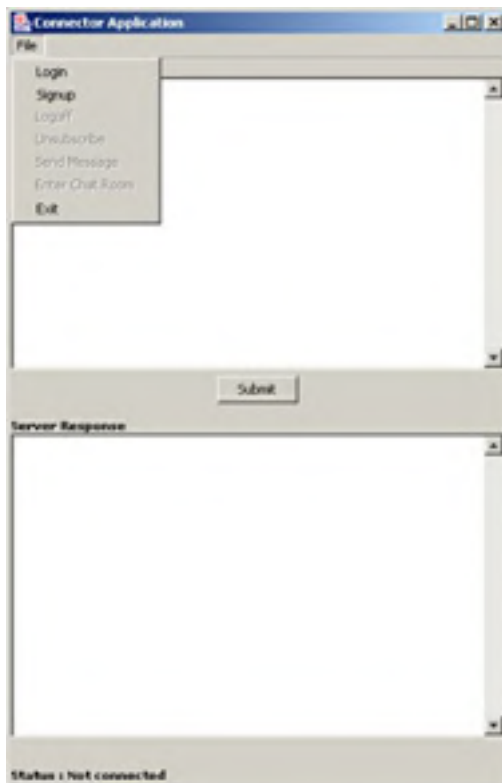 Connector Application
File
Login
Signup
Logoff
Unsubscribe
Send Message
Enter Chat Room
Exit
Submit
Server Response
Status : Not connected